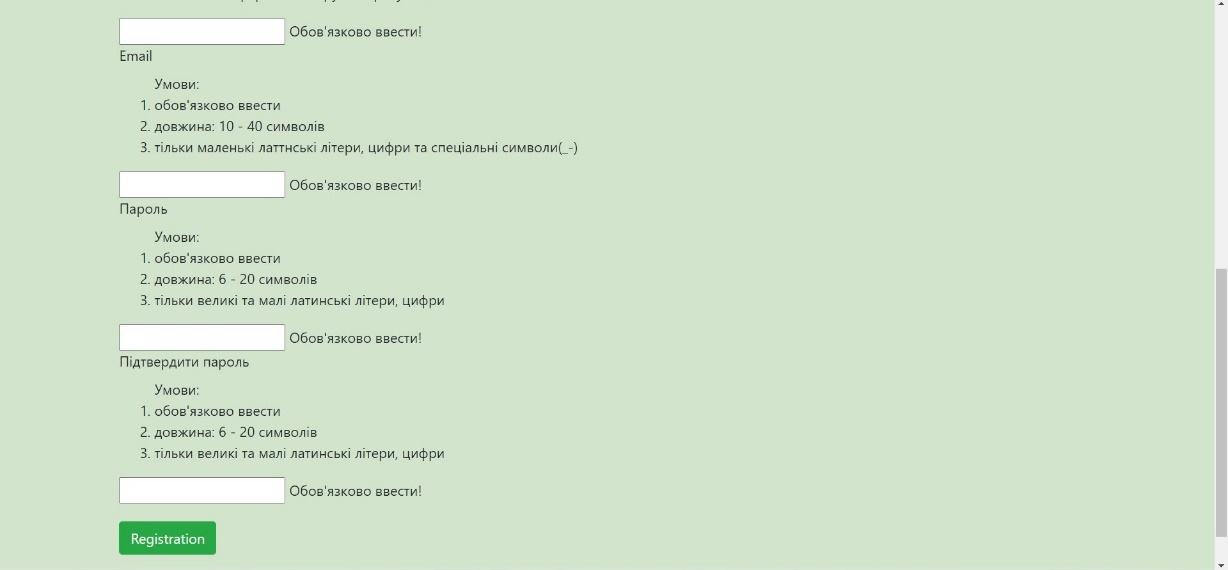 Обов'язково ввести!
Email
Умови:
1. обов'язково ввести
2. довжина: 10 - 40 символів
3. тільки маленькі латтнські літери, цифри та спеціальні символи(_-)
Обов'язково ввести!
Пароль
Умови:
1. обов'язково ввести
2. довжина: 6 - 20 символів
3. тільки великі та малі латинські літери, цифри
Обов'язково ввести!
Підтвердити пароль
Умови:
1. обов'язково ввести
2. довжина: 6 - 20 символів
3. тільки великі та малі латинські літери, цифри
Обов'язково ввести!
Registration